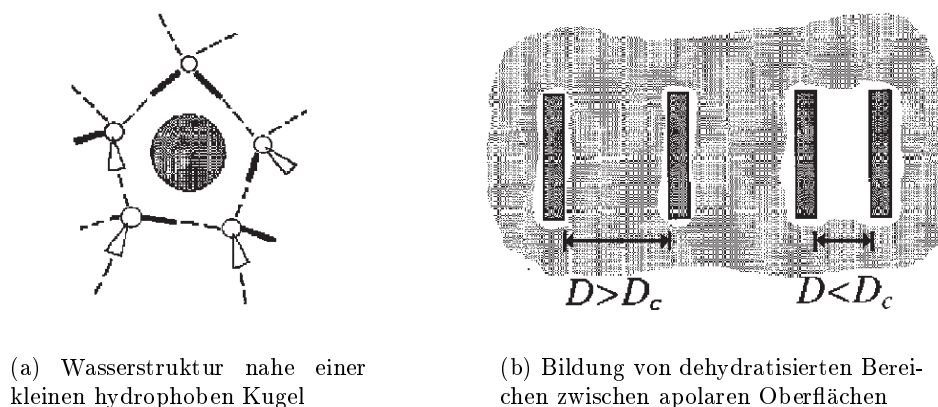 D>D_c
D<D_c
(a) Wasserstruktur nahe einer
kleinen hydrophoben Kugel
(b) Bildung von dehydratisierten Berei-
chen zwischen apolaren Oberflächen